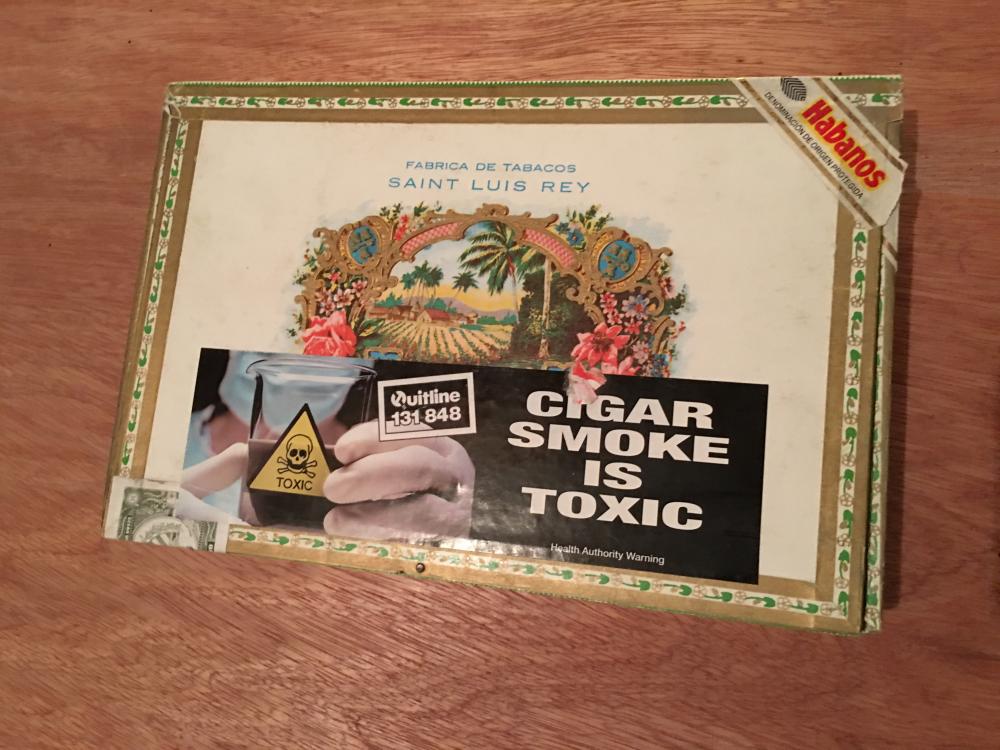 Habanos
DENOMINACIÓN DE ORIGEN PROTEGIDA
FABRICA DE TABACOS
SAINT LUIS REY
Quitline
131 848
TOXIC
CIGAR
SMOKE
IS
TOXIC
Health Authority Warning